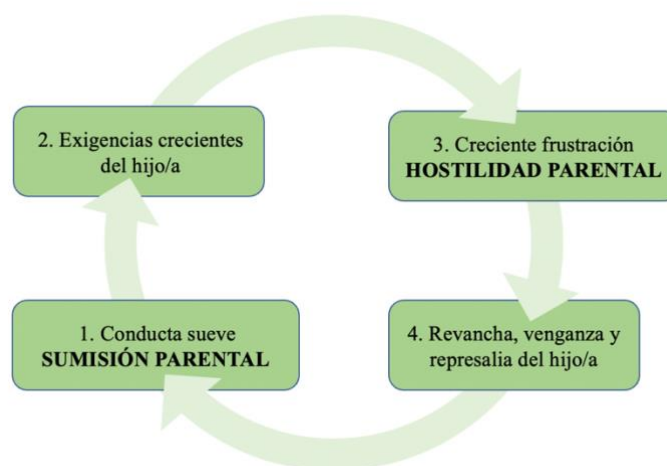 2. Exigencias crecientes
del hijo/a
3. Creciente frustración
HOSTILIDAD PARENTAL
1. Conducta sueve
SUMISIÓN PARENTAL
4. Revancha, venganza y
represalia del hijo/a